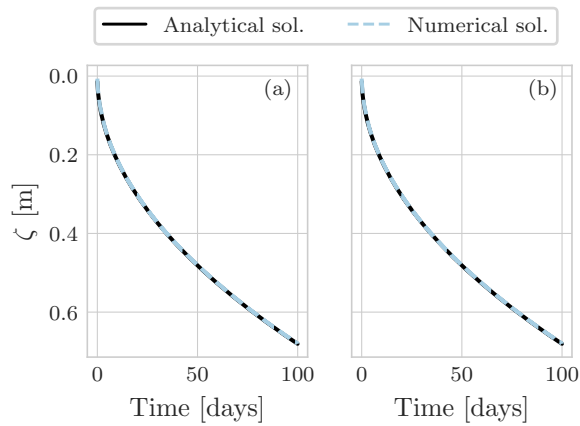 Analytical sol. Numerical sol.
(a) (b)
0.0
0.2
0.4
0.6
ζ [m]
0 50 100 0 50 100
Time [days] Time [days]